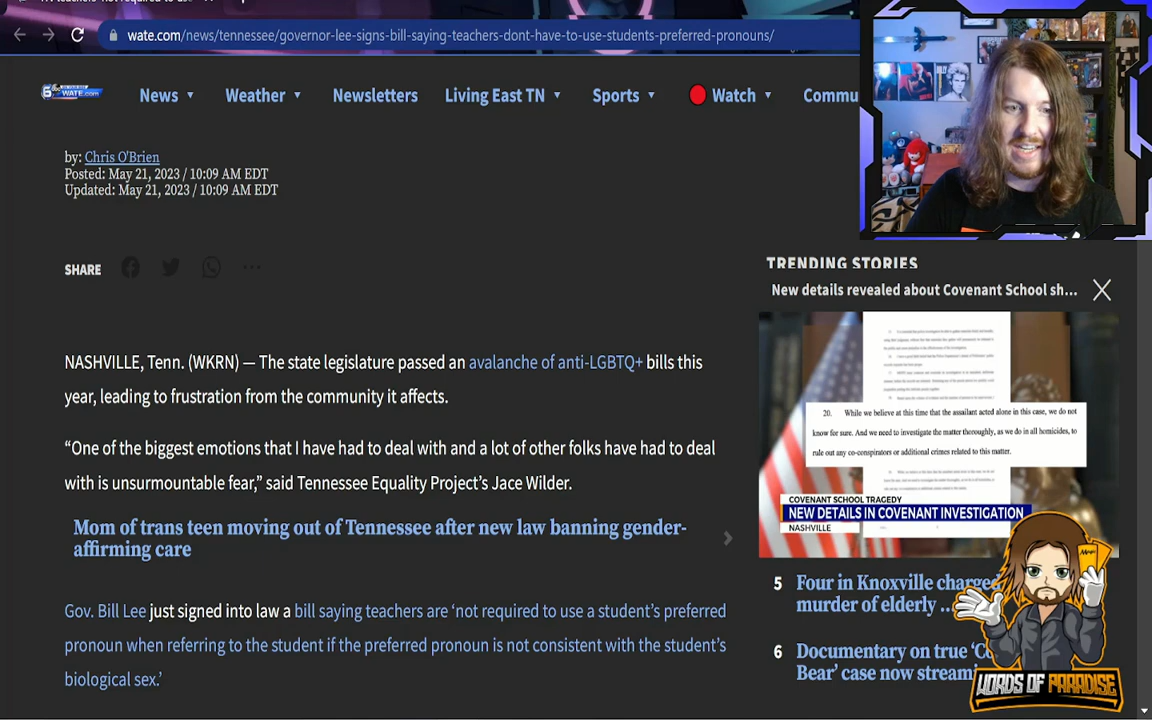 wate.com/news/tennessee/governor-lee-signs-bill-saying-teachers-dont-have-to-use-students-preferred-pronouns/
6 WATE.com
News Weather Newsletters Living East TN Sports Watch Commu
by: Chris O'Brien
Posted: May 21, 2023 / 10:09 AM EDT
Updated: May 21, 2023 / 10:09 AM EDT
SHARE
NASHVILLE, Tenn. (WKRN) — The state legislature passed an avalanche of anti-LGBTQ+ bills this
year, leading to frustration from the community it affects.
“One of the biggest emotions that I have had to deal with and a lot of other folks have had to deal
with is unsurmountable fear,” said Tennessee Equality Project’s Jace Wilder.
Mom of trans teen moving out of Tennessee after new law banning gender-
affirming care
Gov. Bill Lee just signed into law a bill saying teachers are ‘not required to use a student’s preferred
pronoun when referring to the student if the preferred pronoun is not consistent with the student’s
biological sex.’
TRENDING STORIES
New details revealed about Covenant School sh...
20. While we believe at this time that the assailant acted alone in this case, we do not
know for sure. And we need to investigate the matter thoroughly, as we do in all homicides, to
rule out any co-conspirators or additional crimes related to this matter.
COVENANT SCHOOL TRAGEDY
NEW DETAILS IN COVENANT INVESTIGATION
NASHVILLE
5 Four in Knoxville charged
murder of elderly ...
6 Documentary on true ‘Co
Bear’ case now streami
WORDS OF PARADISE